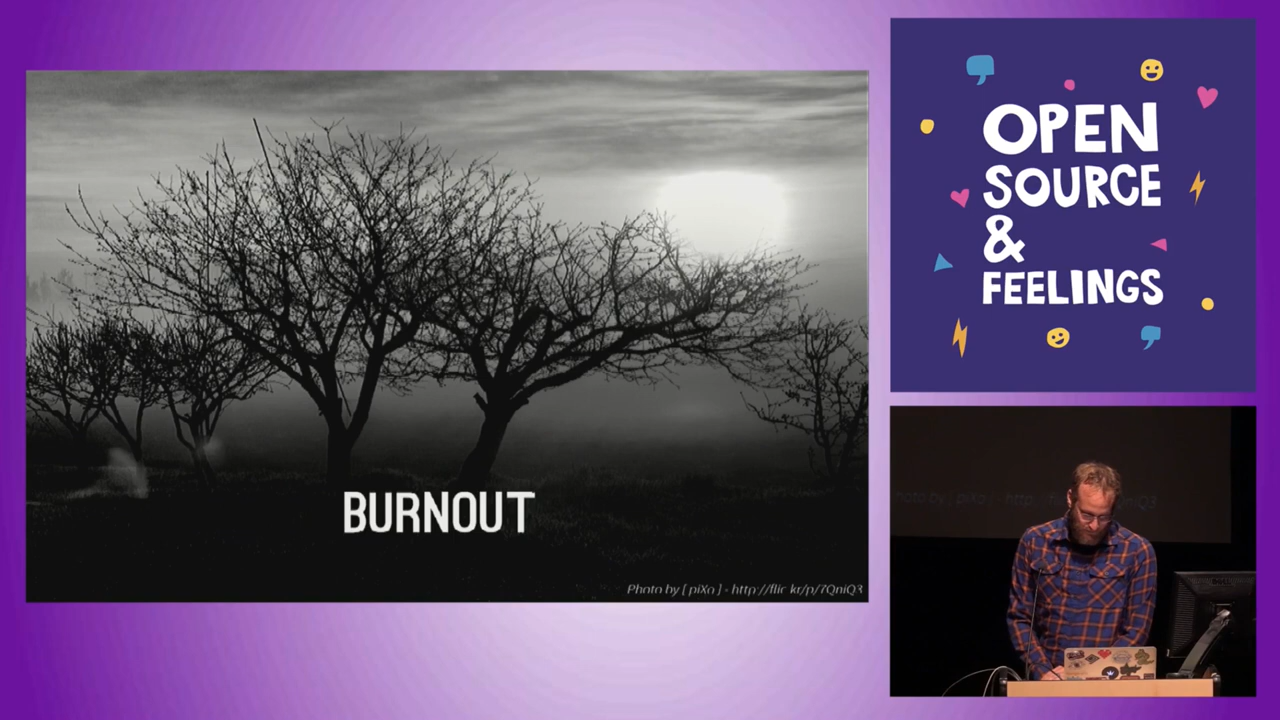 BURNOUT
Photo by [ piXo ] - http://flic.kr/p/7QniQ3
OPEN
SOURCE
&
FEELINGS